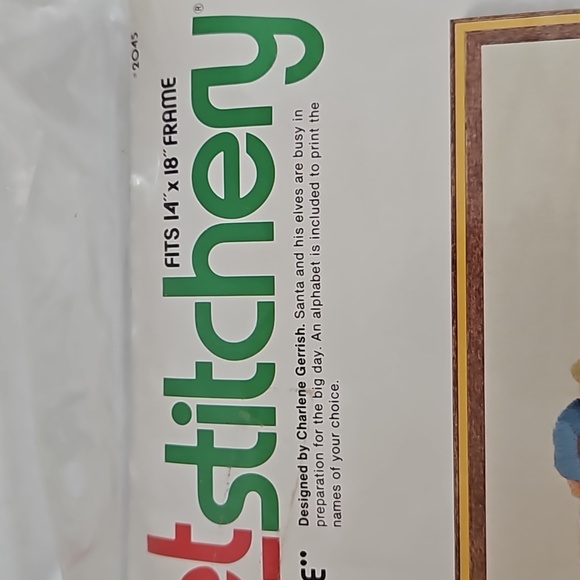 *2045
FITS 14" x 18" FRAME
stitchery®
Designed by Charlene Gerrish. Santa and his elves are busy in
preparation for the big day. An alphabet is included to print the
names of your choice.